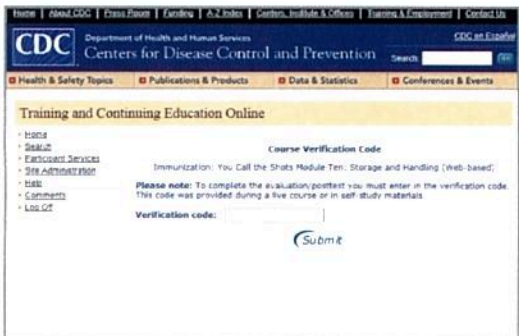 Home | About CDC | Press Room | Funding | A-Z Index | Centers, Institute & Offices | Training & Employment | Contact Us
CDC
Department of Health and Human Services
Centers for Disease Control and Prevention
CDC en Español
Search:
Health & Safety Topics
Publications & Products
Data & Statistics
Conferences & Events
Training and Continuing Education Online
Home
Search
Participant Services
Site Administration
Help
Comments
Log Off
Course Verification Code
Immunization: You Call the Shots Module Ten: Storage and Handling (Web-based)
Please note: To complete the evaluation/posttest you must enter in the verification code.
This code was provided during a live course or in self-study materials
Verification code:
Submit